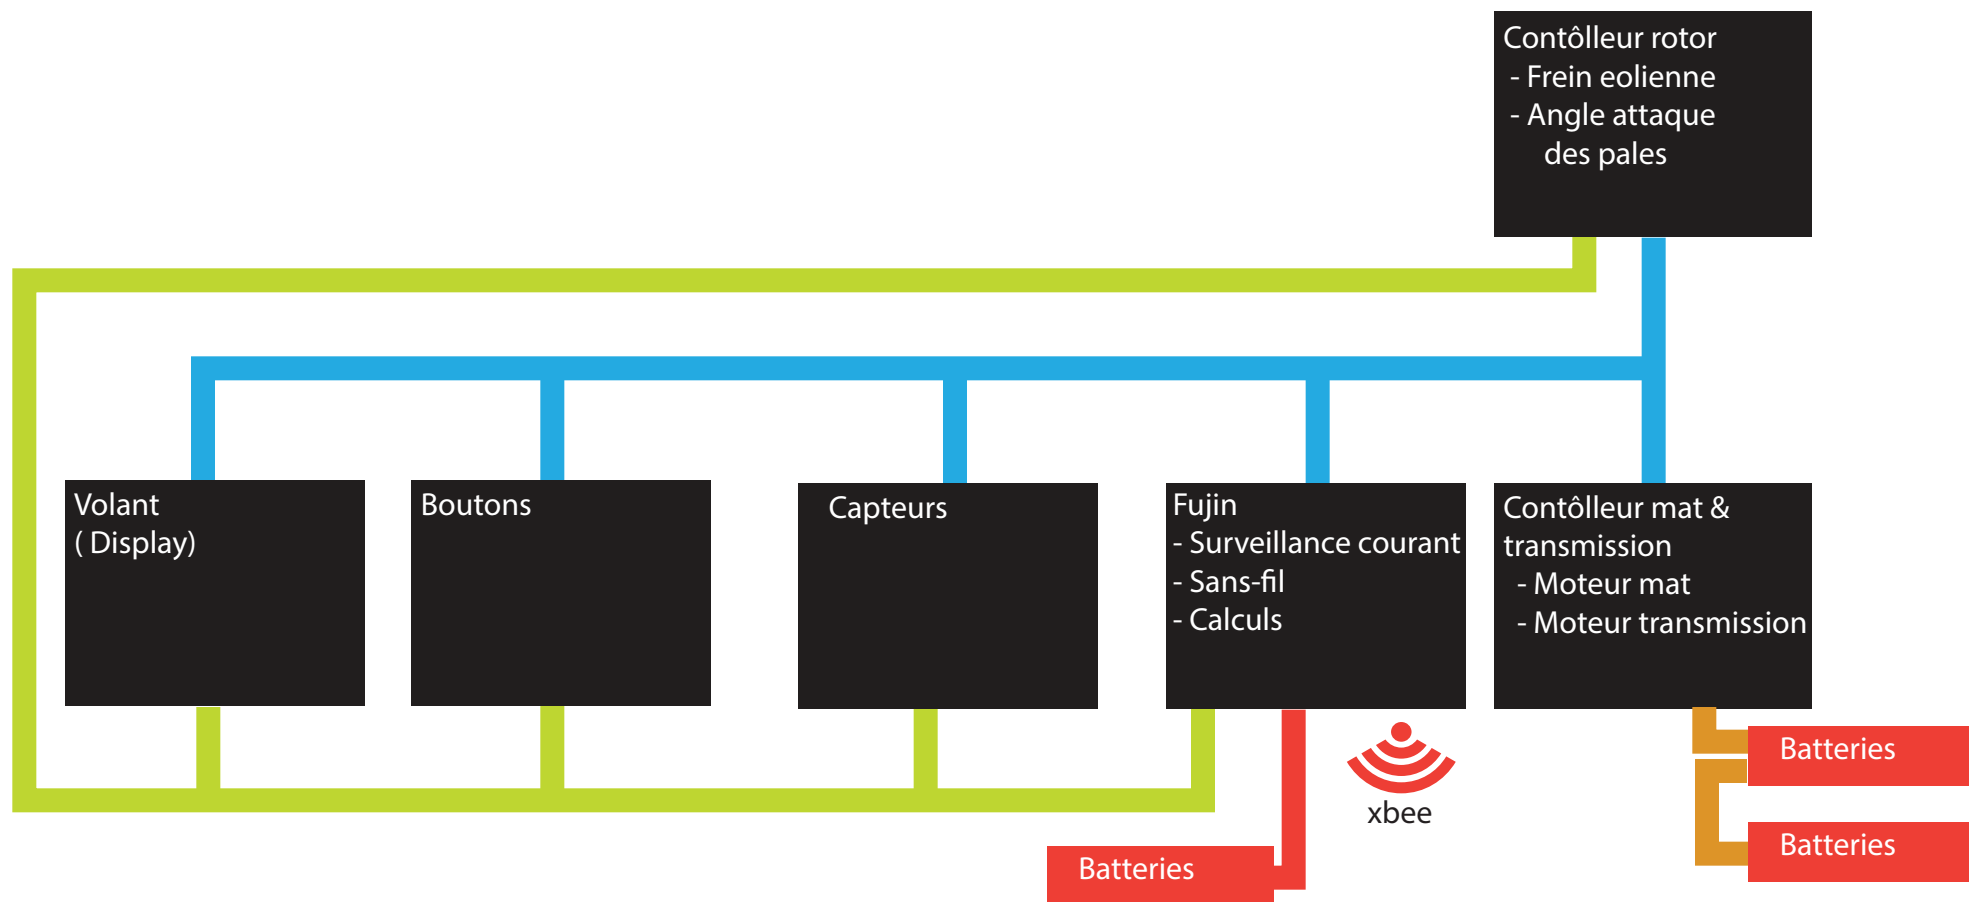 Contôlleur rotor
- Frein eolienne
- Angle attaque
des pales
Volant
( Display)
Boutons
Capteurs
Fujin
- Surveillance courant
- Sans-fil
- Calculs
Contôlleur mat &
transmission
- Moteur mat
- Moteur transmission
xbee
Batteries
Batteries
Batteries